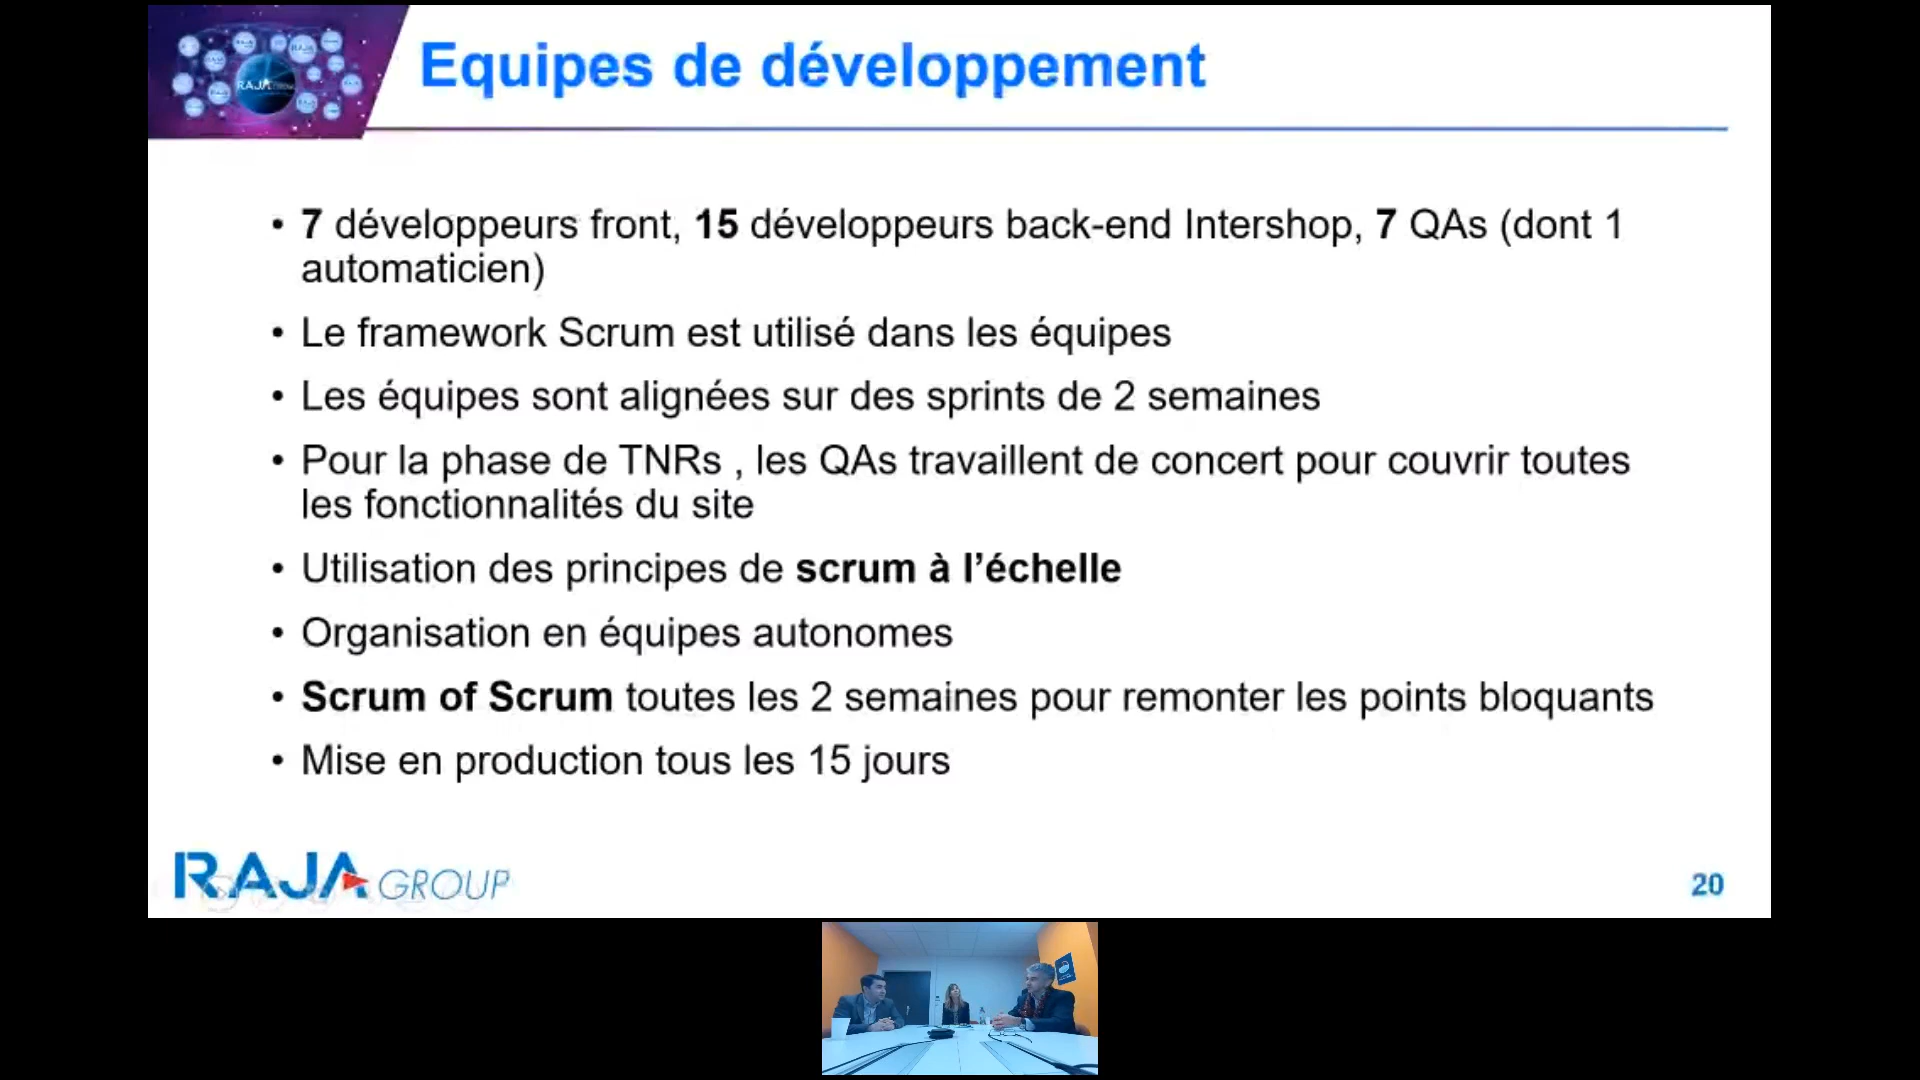 RAJA
Equipes de développement
• 7 développeurs front, 15 développeurs back-end Intershop, 7 QAs (dont 1
automaticien)
• Le framework Scrum est utilisé dans les équipes
• Les équipes sont alignées sur des sprints de 2 semaines
• Pour la phase de TNRs , les QAs travaillent de concert pour couvrir toutes
les fonctionnalités du site
• Utilisation des principes de scrum à l’échelle
• Organisation en équipes autonomes
• Scrum of Scrum toutes les 2 semaines pour remonter les points bloquants
• Mise en production tous les 15 jours
RAJA GROUP
20